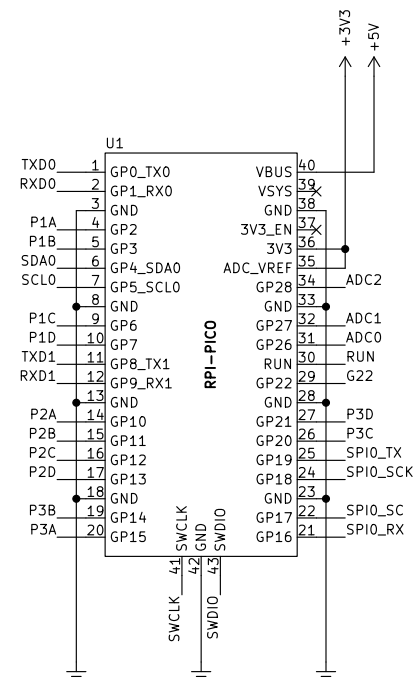 +3V3
+5V
U1
TXD0 1 GP0_TX0 VBUS 40
RXD0 2 GP1_RX0 VSYS 39
3 GND GND 38
P1A 4 GP2 3V3_EN 37
P1B 5 GP3 3V3 36
SDA0 6 GP4_SDA0 ADC_VREF 35
SCL0 7 GP5_SCL0 GP28 34 ADC2
8 GND GND 33
P1C 9 GP6 GP27 32 ADC1
P1D 10 GP7 GP26 31 ADC0
TXD1 11 GP8_TX1 RUN 30 RUN
RXD1 12 GP9_RX1 GP22 29 G22
13 GND GND 28
P2A 14 GP10 GP21 27 P3D
P2B 15 GP11 GP20 26 P3C
P2C 16 GP12 GP19 25 SPI0_TX
P2D 17 GP13 GP18 24 SPI0_SCK
18 GND GND 23
P3B 19 GP14 GP17 22 SPI0_SC
P3A 20 GP15 GP16 21 SPI0_RX
RPI-PICO
SWCLK GND SWDIO
41 42 43
SWCLK SWDIO